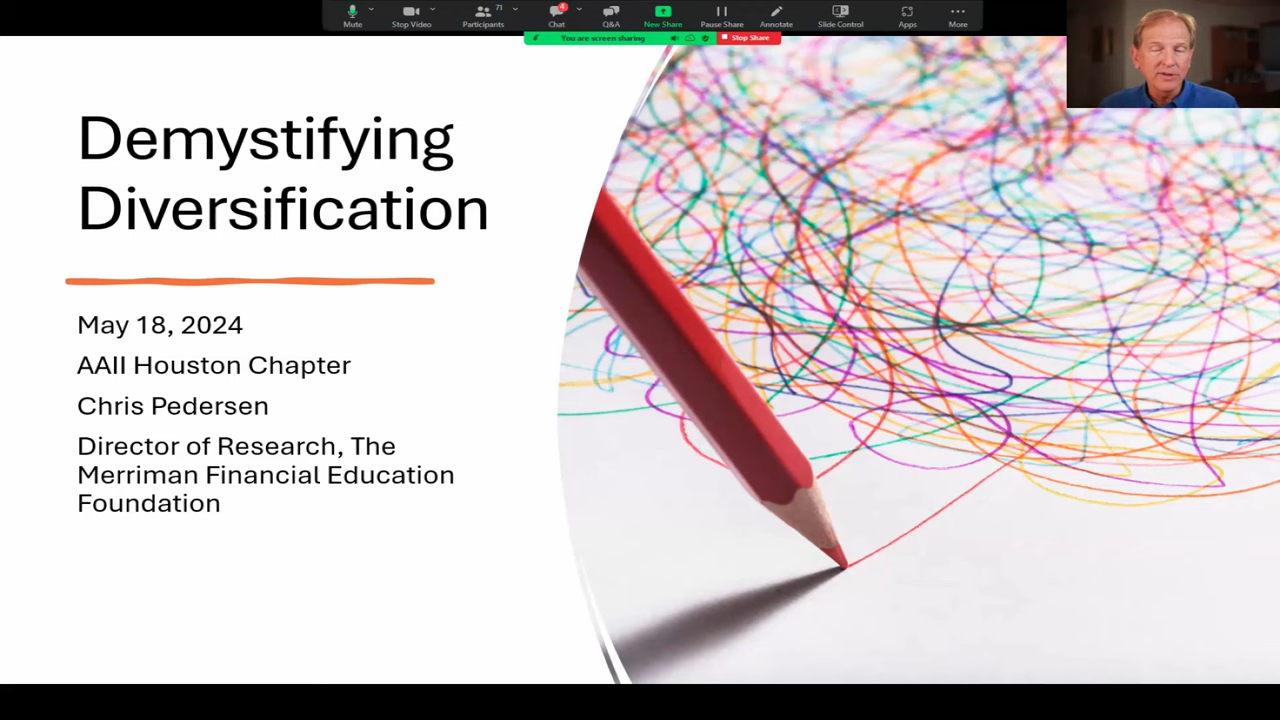 71
4
Mute
Stop Video
Participants
Chat
Q&A
New Share
Pause Share
Annotate
Slide Control
Apps
More
You are screen sharing
Stop Share
Demystifying
Diversification
May 18, 2024
AAII Houston Chapter
Chris Pedersen
Director of Research, The
Merriman Financial Education
Foundation